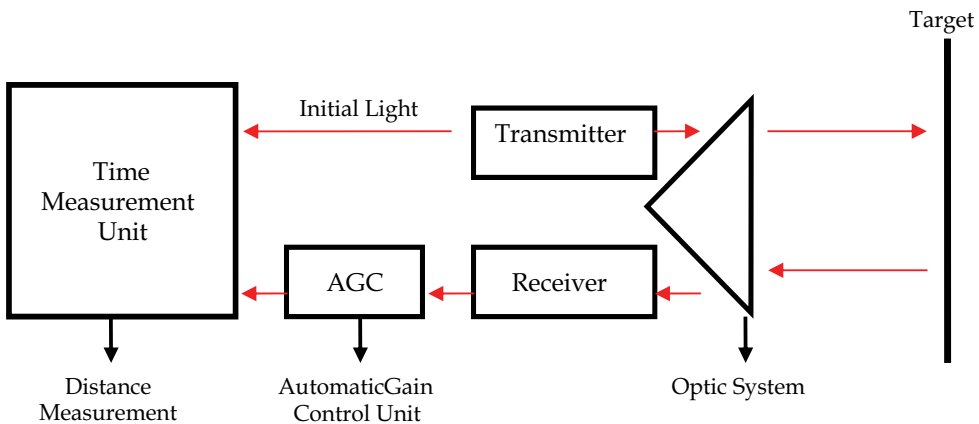 Target
Initial Light
Transmitter
Time
Measurement
Unit
AGC
Receiver
Distance
Measurement
AutomaticGain
Control Unit
Optic System